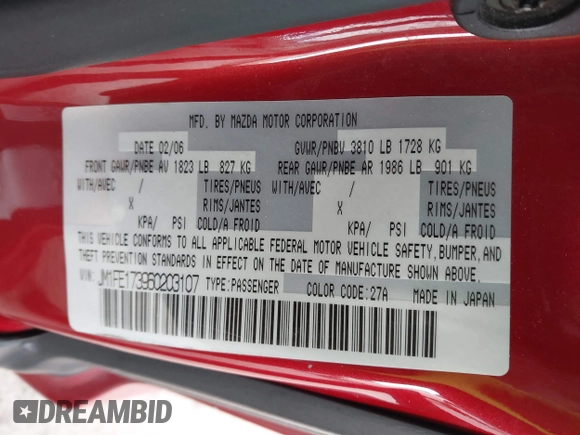 MFD. BY MAZDA MOTOR CORPORATION
DATE 02/06 GVWR/PNBV 3810 LB 1728 KG
FRONT GAWR/PNBE AV 1823 LB 827 KG REAR GAWR/PNBE AR 1986 LB 901 KG
WITH/AVEC / TIRES/PNEUS WITH/AVEC / TIRES/PNEUS
X RIMS/JANTES X RIMS/JANTES
KPA/ PSI COLD/A FROID KPA/ PSI COLD/A FROID
THIS VEHICLE CONFORMS TO ALL APPLICABLE FEDERAL MOTOR VEHICLE SAFETY, BUMPER, AND
THEFT PREVENTION STANDARDS IN EFFECT ON THE DATE OF MANUFACTURE SHOWN ABOVE.
VIN: JM1FE173960203107 TYPE:PASSENGER COLOR CODE:27A MADE IN JAPAN
DREAMBID